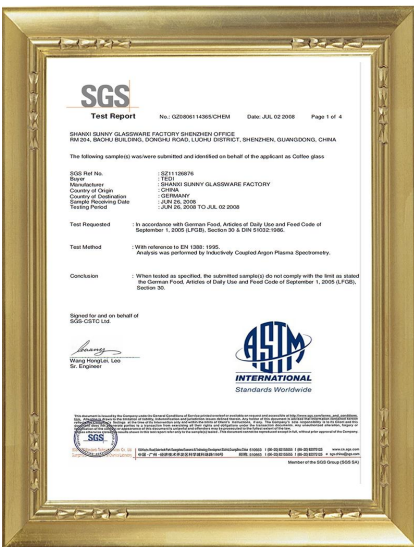 SGS
Test Report No.: GZ0806114365/CHEM Date: JUL 02 2008 Page 1 of 4
SHANXI SUNNY GLASSWARE FACTORY SHENZHEN OFFICE
RM 204, BAOHU BUILDING, DONGHU ROAD, LUOHU DISTRICT, SHENZHEN, GUANGDONG, CHINA
The following sample(s) was/were submitted and identified on behalf of the applicant as Coffee glass
SGS Ref No. : SZ11126876
Buyer : TEDI
Manufacturer : SHANXI SUNNY GLASSWARE FACTORY
Country of Origin : CHINA
Country of Destination : GERMANY
Sample Receiving Date : JUN 26, 2008
Testing Period : JUN 26, 2008 TO JUL 02 2008
Test Requested : In accordance with German Food, Articles of Daily Use and Feed Code of
September 1, 2005 (LFGB), Section 30 & DIN 51032:1986.
Test Method : With reference to EN 1388: 1995.
Analysis was performed by Inductively Coupled Argon Plasma Spectrometry.
Conclusion : When tested as specified, the submitted sample(s) do not comply with the limit as stated
the German Food, Articles of Daily Use and Feed Code of September 1, 2005 (LFGB),
Section 30.
Signed for and on behalf of
SGS-CSTC Ltd.
Wang HongLei, Leo
Sr. Engineer
ASTM
INTERNATIONAL
Standards Worldwide
SGS
www.cn.sgs.com
Member of the SGS Group (SGS SA)